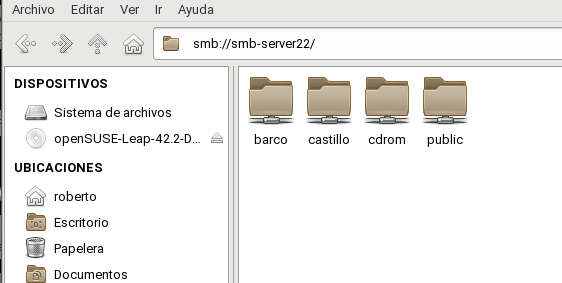 Archivo Editar Ver Ir Ayuda
smb://smb-server22/
DISPOSITIVOS
Sistema de archivos
openSUSE-Leap-42.2-D...
UBICACIONES
roberto
Escritorio
Papelera
Documentos
barco castillo cdrom public